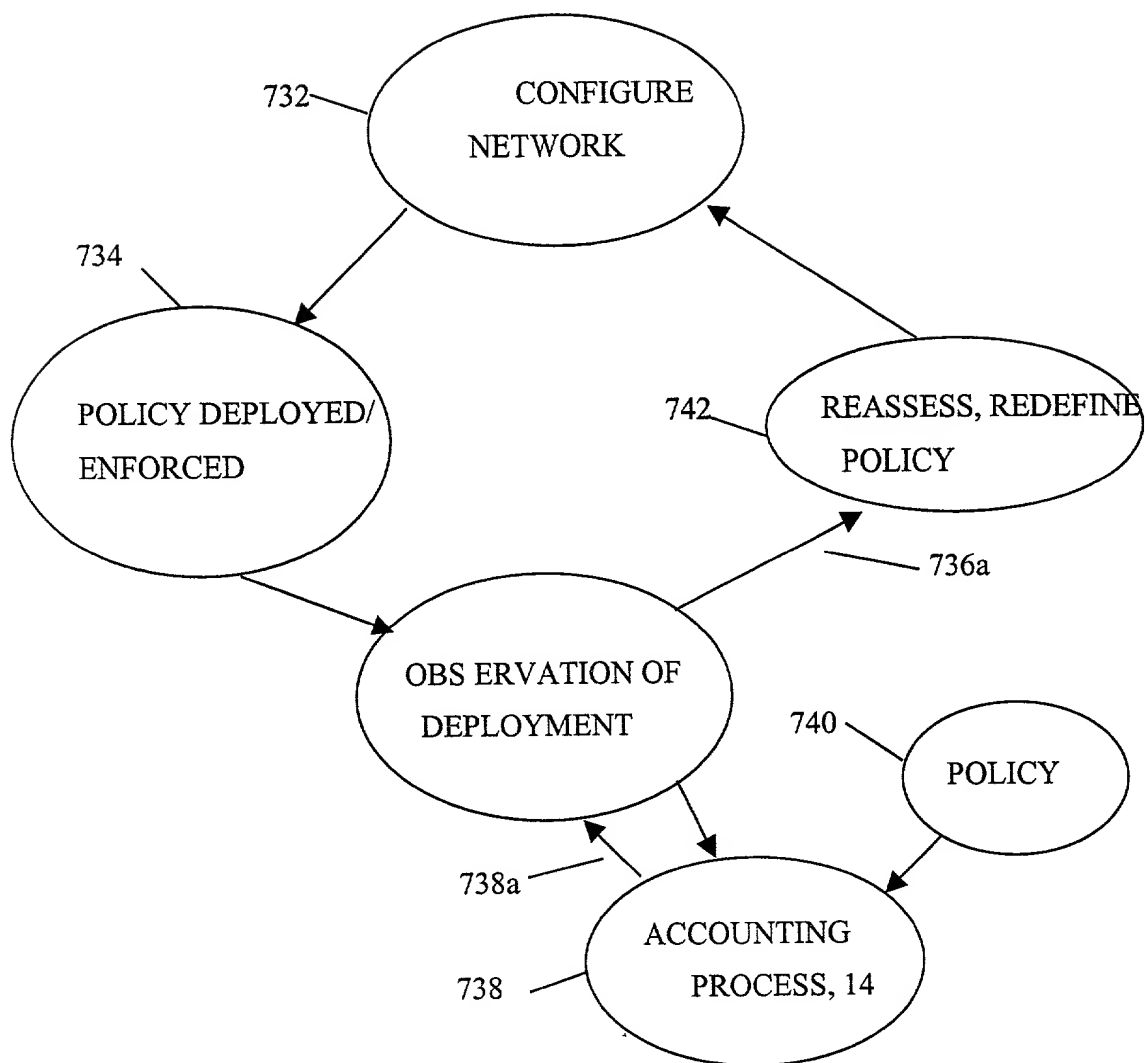 732
CONFIGURE
NETWORK
734
POLICY DEPLOYED/
ENFORCED
742
REASSESS, REDEFINE
POLICY
736a
OBS ERVATION OF
DEPLOYMENT
740
POLICY
738a
ACCOUNTING
PROCESS, 14
738